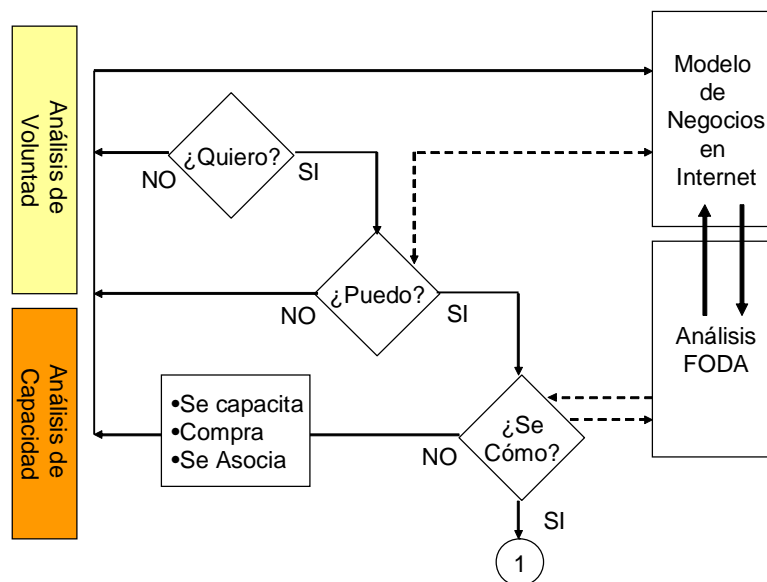 Análisis de
Voluntad
¿Quiero?
NO
SI
Modelo
de
Negocios
en
Internet
¿Puedo?
NO
SI
Análisis
FODA
Análisis de
Capacidad
•Se capacita
•Compra
•Se Asocia
¿Se
Cómo?
NO
SI
1